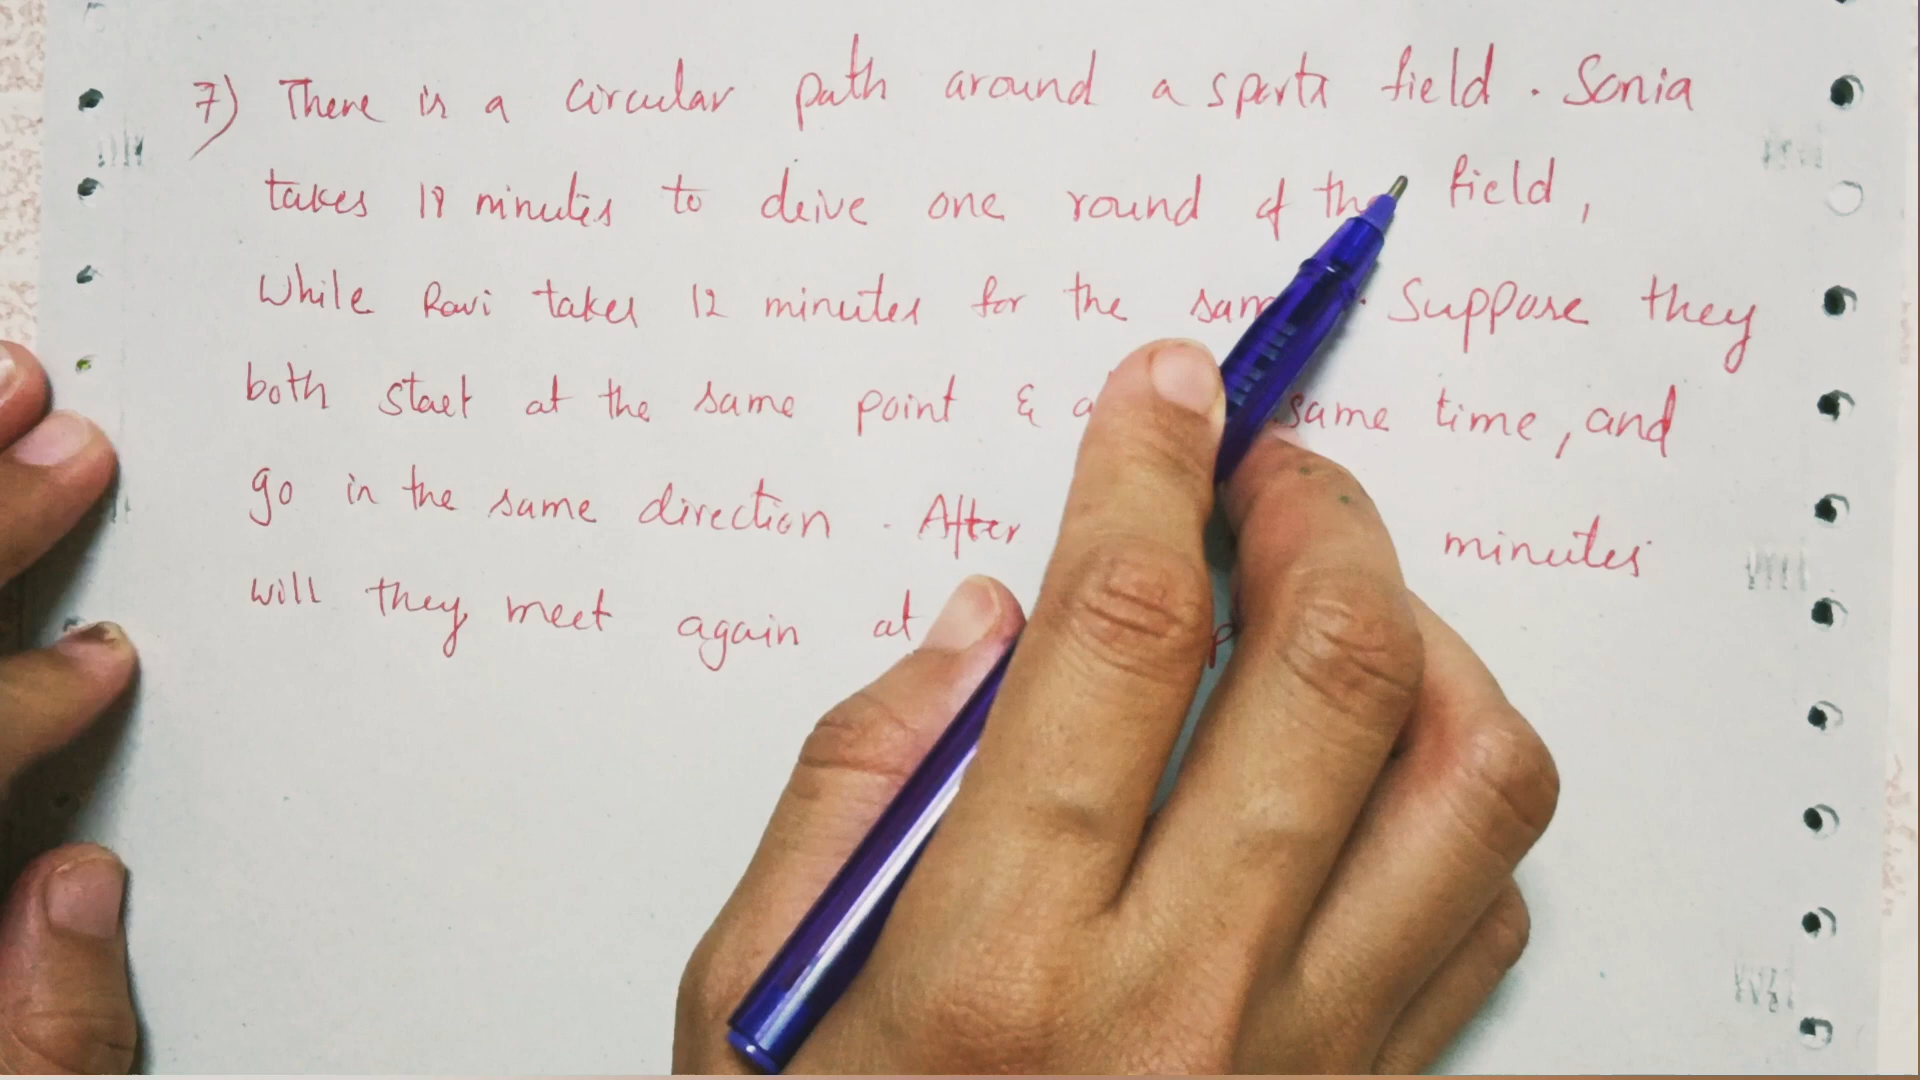 7) There is a circular path around a sports field. Sonia
takes 18 minutes to drive one round of the field,
While Ravi takes 12 minutes for the same. Suppose they
both start at the same point & same time, and
go in the same direction. After minutes
will they meet again at